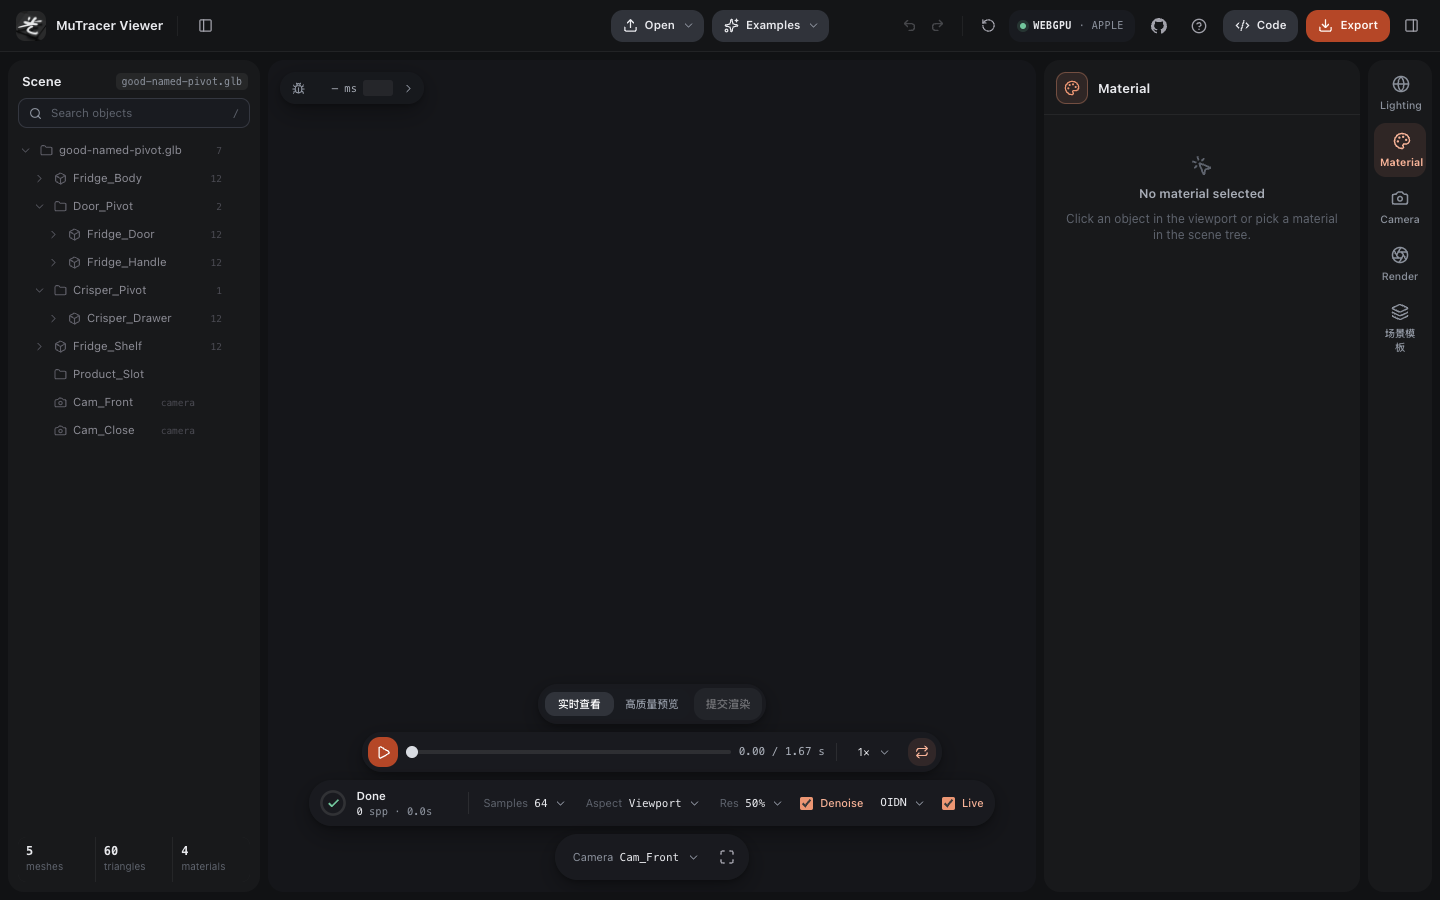 MuTracer Viewer
Open
Examples
WEBGPU · APPLE
Code
Export
Scene
good-named-pivot.glb
Search objects
/
good-named-pivot.glb 7
Fridge_Body 12
Door_Pivot 2
Fridge_Door 12
Fridge_Handle 12
Crisper_Pivot 1
Crisper_Drawer 12
Fridge_Shelf 12
Product_Slot
Cam_Front camera
Cam_Close camera
5 60 4
meshes triangles materials
– ms
实时查看 高质量预览 提交渲染
0.00 / 1.67 s 1×
Done
0 spp · 0.0s
Samples 64 Aspect Viewport Res 50% Denoise OIDN Live
Camera Cam_Front
Material
No material selected
Click an object in the viewport or pick a material
in the scene tree.
Lighting
Material
Camera
Render
场景模
板